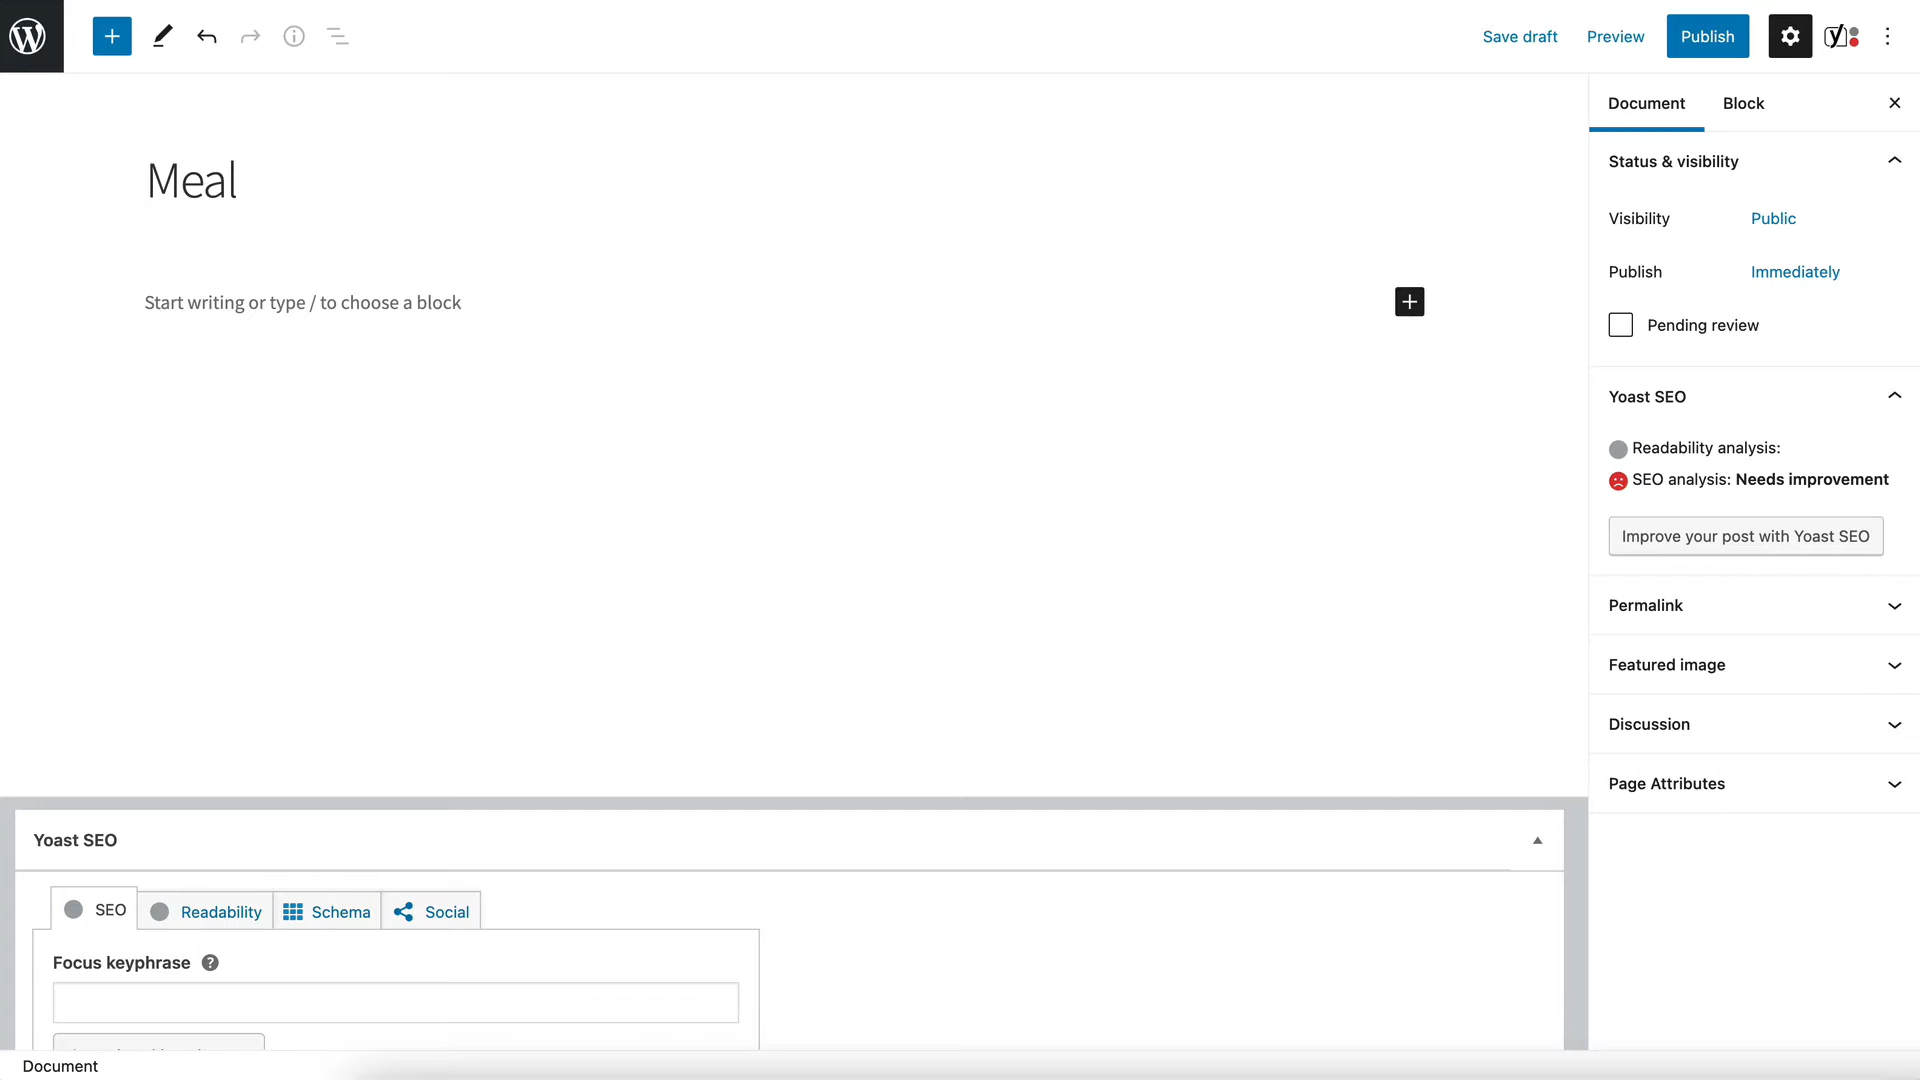 Save draft
Preview
Publish
Document
Block
Meal
Start writing or type / to choose a block
Status & visibility
Visibility
Public
Publish
Immediately
Pending review
Yoast SEO
Readability analysis:
SEO analysis: Needs improvement
Improve your post with Yoast SEO
Permalink
Featured image
Discussion
Page Attributes
Yoast SEO
SEO
Readability
Schema
Social
Focus keyphrase
Document